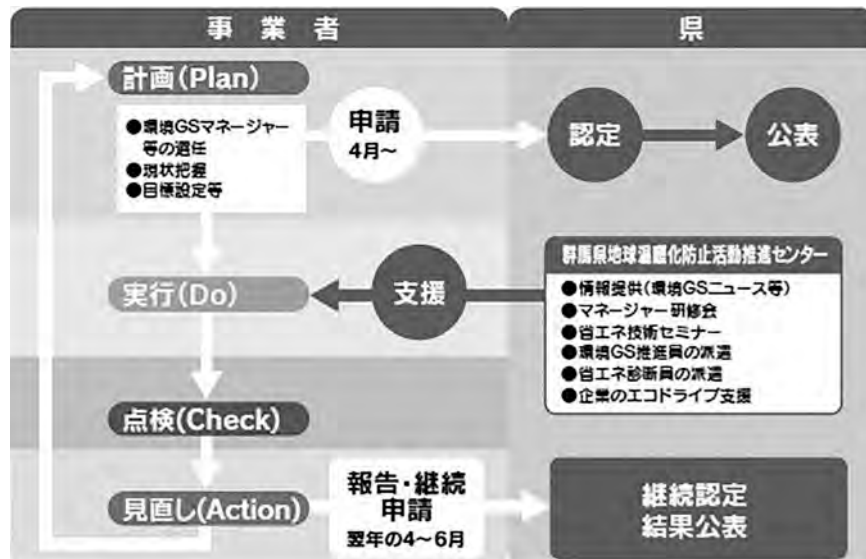 事業者
県
計画(Plan)
●環境GSマネージャー
等の選任
●現状把握
●目標設定等
申請
4月～
認定
公表
群馬県地球温暖化防止活動推進センター
●情報提供(環境GSニュース等)
●マネージャー研修会
●省エネ技術セミナー
●環境GS推進員の派遣
●省エネ診断員の派遣
●企業のエコドライブ支援
支援
実行(Do)
点検(Check)
見直し(Action)
報告・継続
申請
翌年の4～6月
継続認定
結果公表